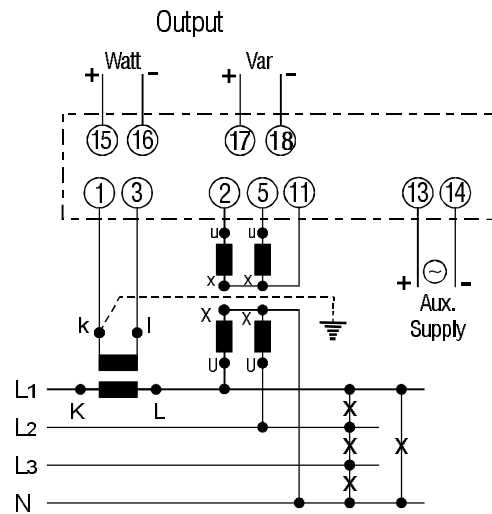 Output
+ Watt - + Var -
15 16 17 18
1 3 2 5 11 13 14
u u
x x + ~ -
Aux.
Supply
X X
k l
U U
L1
K L
X
L2
X X
L3
X
N